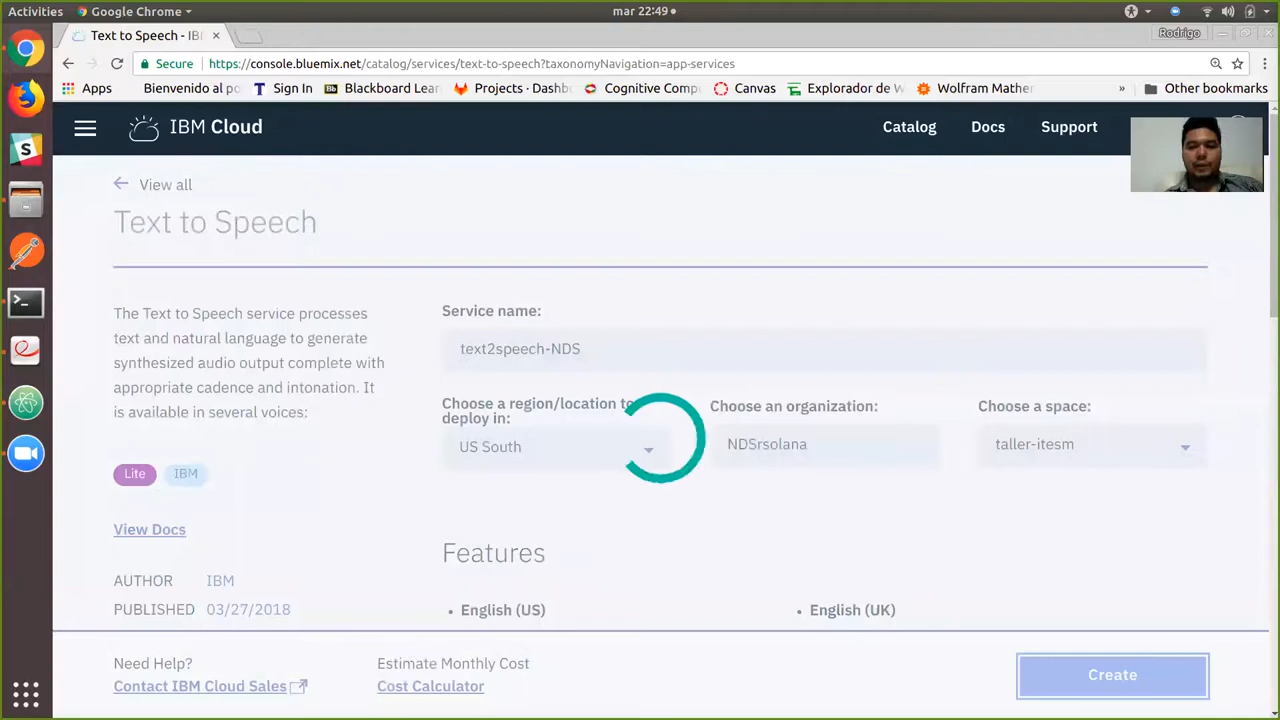 Activities Google Chrome mar 22:49
Text to Speech - IBM Rodrigo
Secure https://console.bluemix.net/catalog/services/text-to-speech?taxonomyNavigation=app-services
Apps Bienvenido al po Sign In Blackboard Lear Projects · Dashb Cognitive Comp Canvas Explorador de W Wolfram Mathe » Other bookmarks
IBM Cloud Catalog Docs Support
View all
Text to Speech
The Text to Speech service processes
text and natural language to generate
synthesized audio output complete with
appropriate cadence and intonation. It
is available in several voices:
Lite IBM
View Docs
AUTHOR IBM
PUBLISHED 03/27/2018
Service name:
text2speech-NDS
Choose a region/location to
deploy in:
US South
Choose an organization:
NDSrsolana
Choose a space:
taller-itesm
Features
• English (US)
• English (UK)
Need Help?
Contact IBM Cloud Sales
Estimate Monthly Cost
Cost Calculator
Create